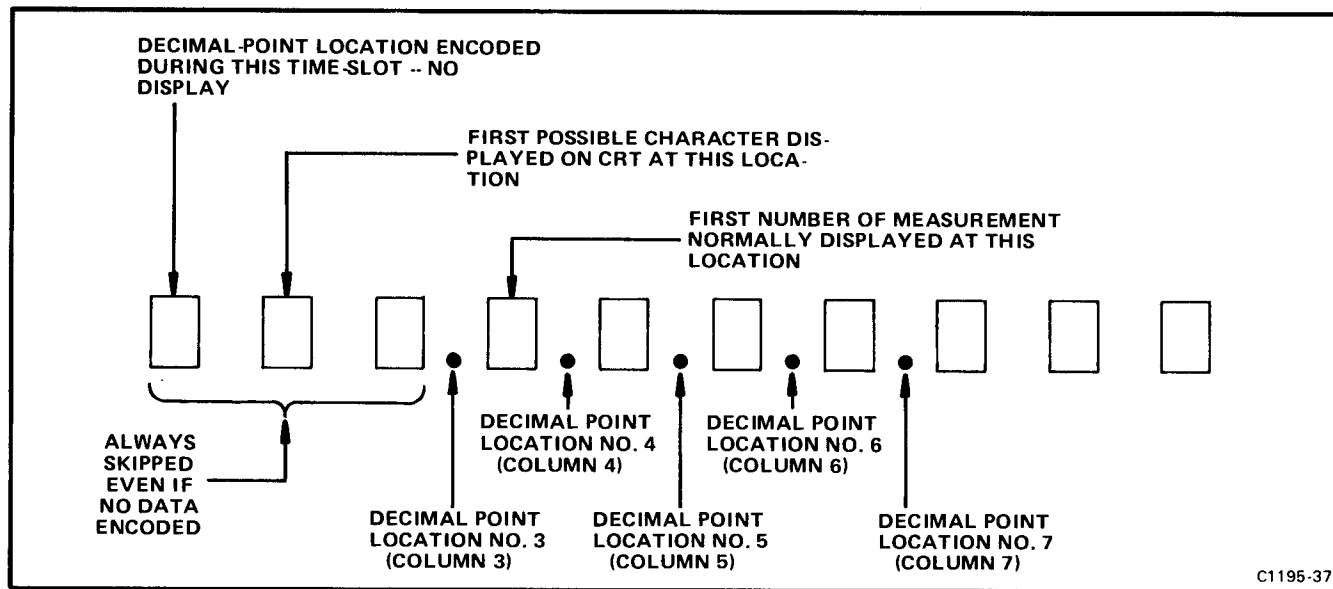 DECIMAL-POINT LOCATION ENCODED
DURING THIS TIME-SLOT -- NO
DISPLAY
FIRST POSSIBLE CHARACTER DIS-
PLAYED ON CRT AT THIS LOCA-
TION
FIRST NUMBER OF MEASUREMENT
NORMALLY DISPLAYED AT THIS
LOCATION
ALWAYS
SKIPPED
EVEN IF
NO DATA
ENCODED
DECIMAL POINT
LOCATION NO. 3
(COLUMN 3)
DECIMAL POINT
LOCATION NO. 4
(COLUMN 4)
DECIMAL POINT
LOCATION NO. 5
(COLUMN 5)
DECIMAL POINT
LOCATION NO. 6
(COLUMN 6)
DECIMAL POINT
LOCATION NO. 7
(COLUMN 7)
C1195-37